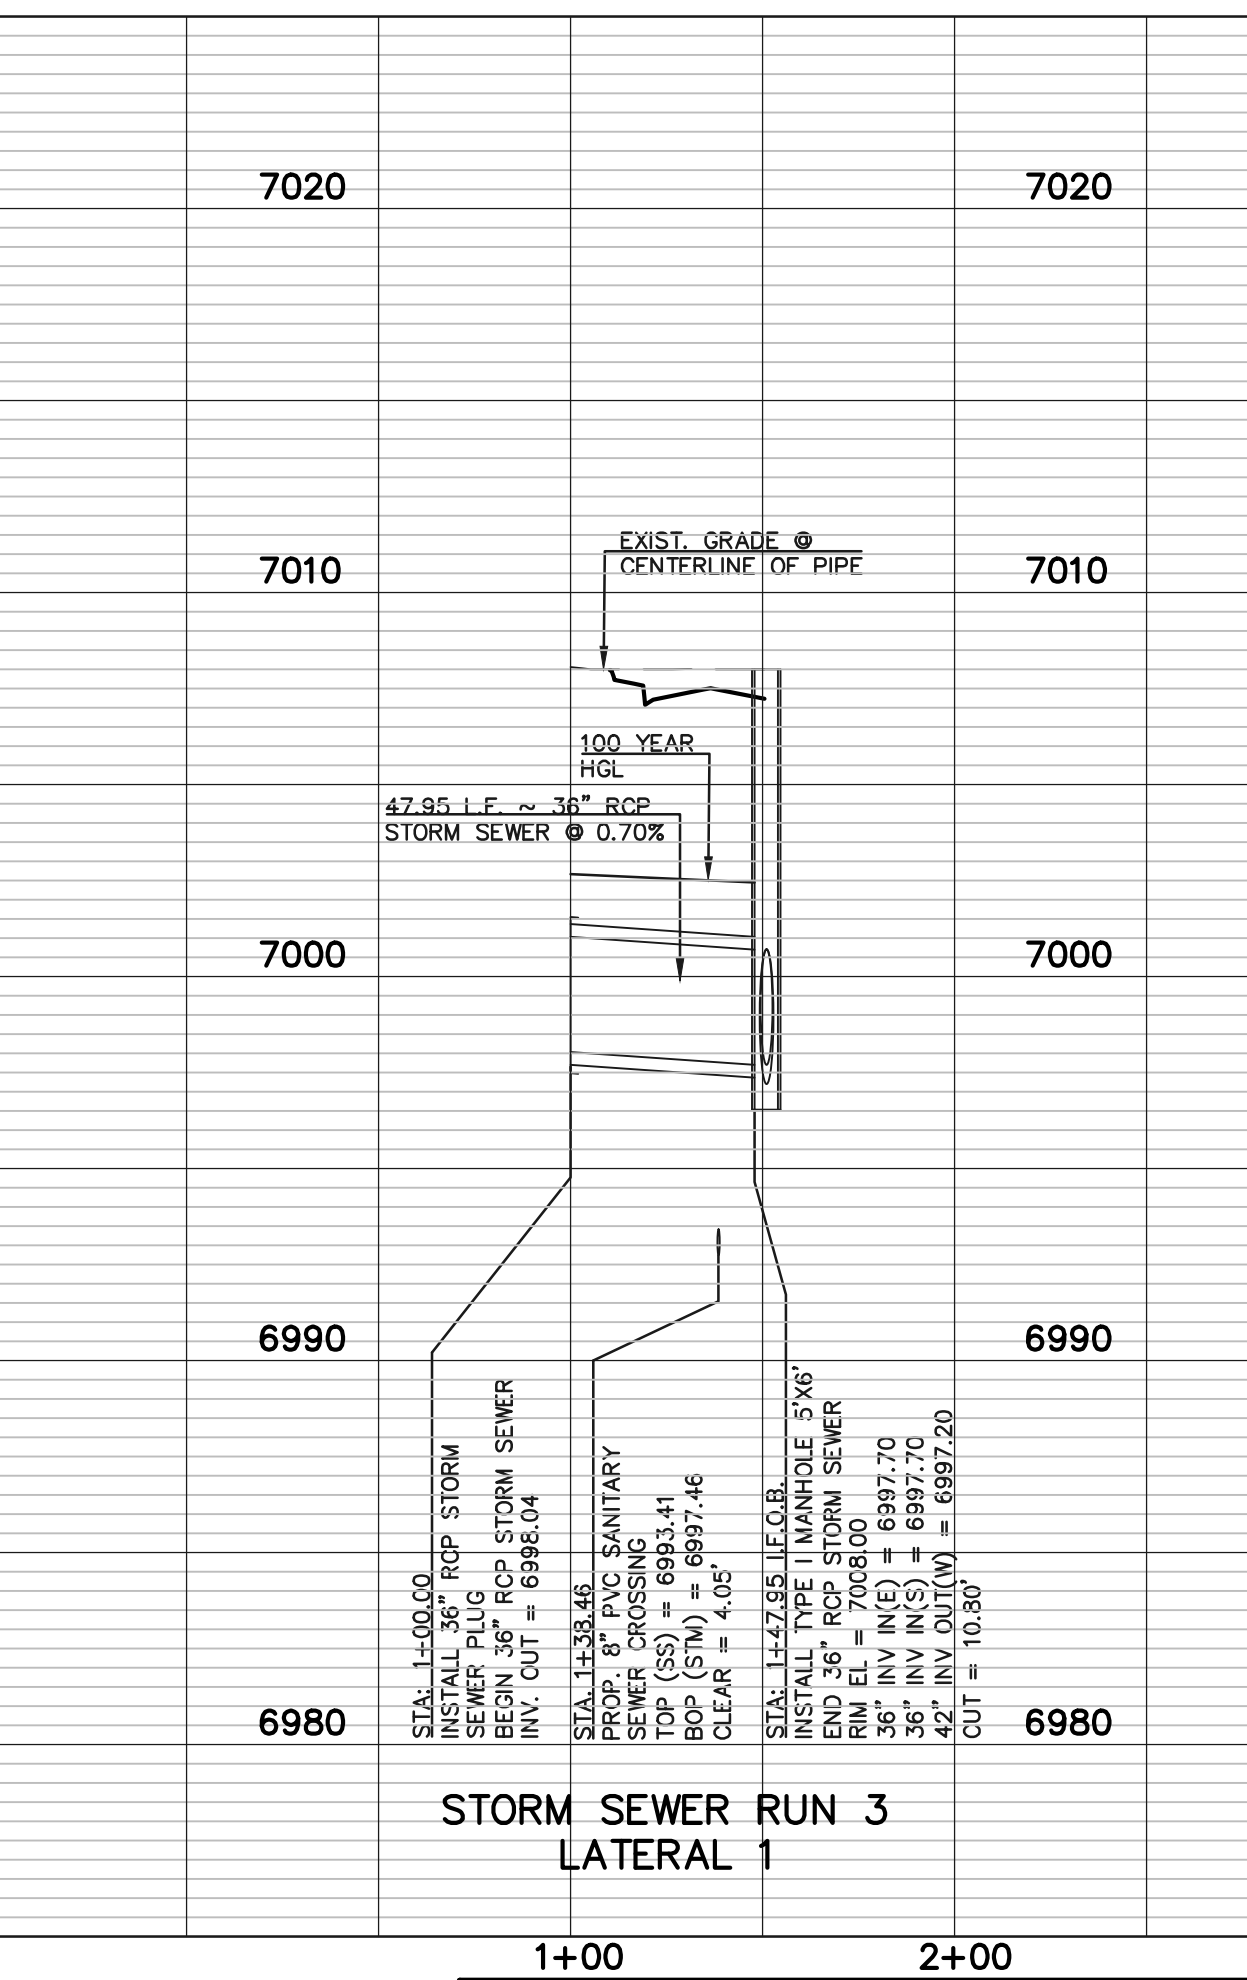 7020 7020
EXIST. GRADE @
CENTERLINE OF PIPE
7010 7010
100 YEAR
HGL
47.95 L.F. ~ 36" RCP
STORM SEWER @ 0.70%
7000 7000
6990 6990
STA: 1+00.00
INSTALL 36" RCP STORM
SEWER PLUG
BEGIN 36" RCP STORM SEWER
INV. OUT = 6998.04
STA. 1+38.46
PROP. 8" PVC SANITARY
SEWER CROSSING
TOP (SS) = 6993.41
BOP (STM) = 6997.46
CLEAR = 4.05'
STA: 1+47.95 I.F.O.B.
INSTALL TYPE I MANHOLE 5'X6'
END 36" RCP STORM SEWER
RIM EL = 7008.00
36" INV IN(E) = 6997.70
36" INV IN(S) = 6997.70
42" INV OUT(W) = 6997.20
CUT = 10.80'
6980 6980
STORM SEWER RUN 3
LATERAL 1
1+00 2+00